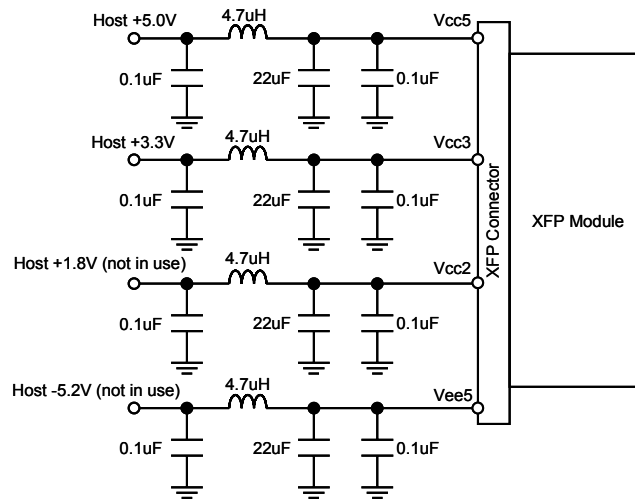 Host +5.0V
4.7uH
Vcc5
0.1uF
22uF
0.1uF
Host +3.3V
4.7uH
Vcc3
0.1uF
22uF
0.1uF
Host +1.8V (not in use)
4.7uH
Vcc2
0.1uF
22uF
0.1uF
Host -5.2V (not in use)
4.7uH
Vee5
0.1uF
22uF
0.1uF
XFP Connector
XFP Module